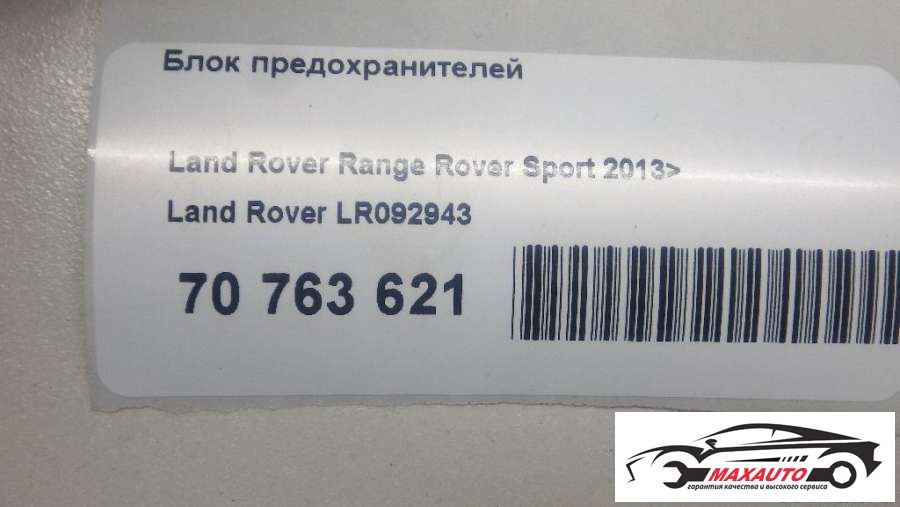 Блок предохранителей
Land Rover Range Rover Sport 2013>
Land Rover LR092943
70 763 621
MAXAUTO
гарантия качества и высокого сервиса